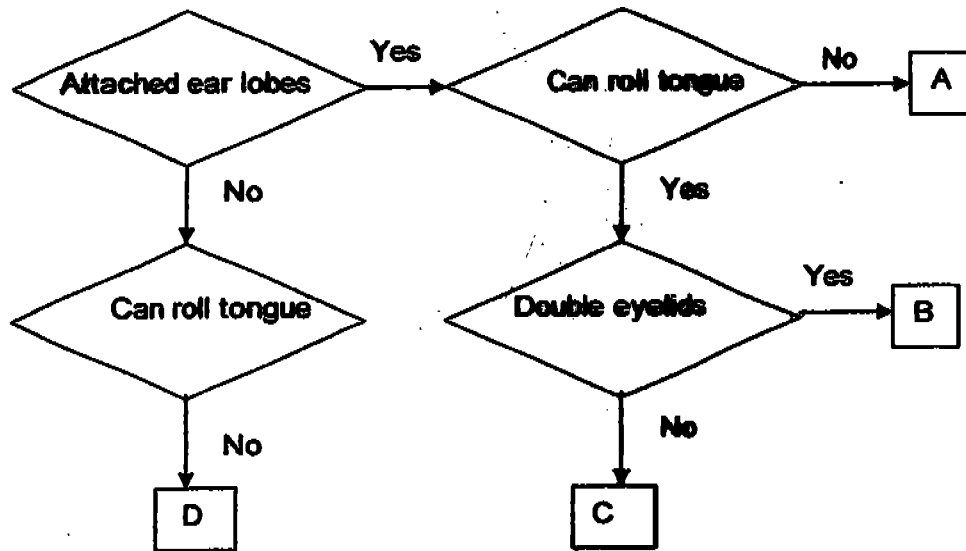 Attached ear lobes
Yes
Can roll tongue
No
A
No
Yes
Can roll tongue
Double eyelids
Yes
B
No
No
D
C